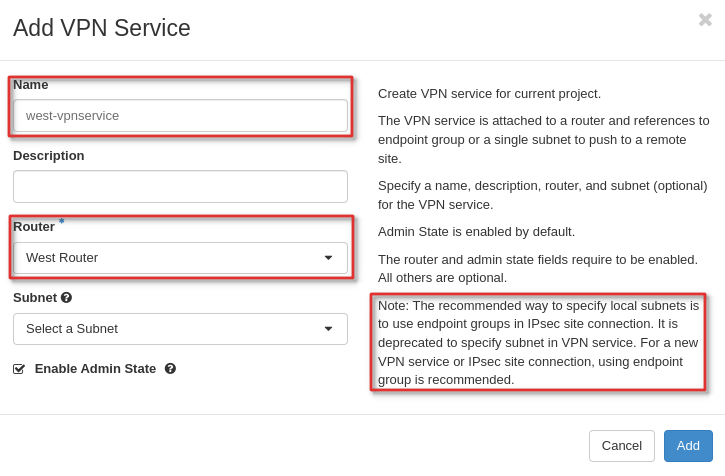 Add VPN Service
×
Name
west-vpnservice
Description
Router *
West Router
Subnet
Select a Subnet
Enable Admin State
Create VPN service for current project.
The VPN service is attached to a router and references to
endpoint group or a single subnet to push to a remote
site.
Specify a name, description, router, and subnet (optional)
for the VPN service.
Admin State is enabled by default.
The router and admin state fields require to be enabled.
All others are optional.
Note: The recommended way to specify local subnets is
to use endpoint groups in IPsec site connection. It is
deprecated to specify subnet in VPN service. For a new
VPN service or IPsec site connection, using endpoint
group is recommended.
Cancel
Add